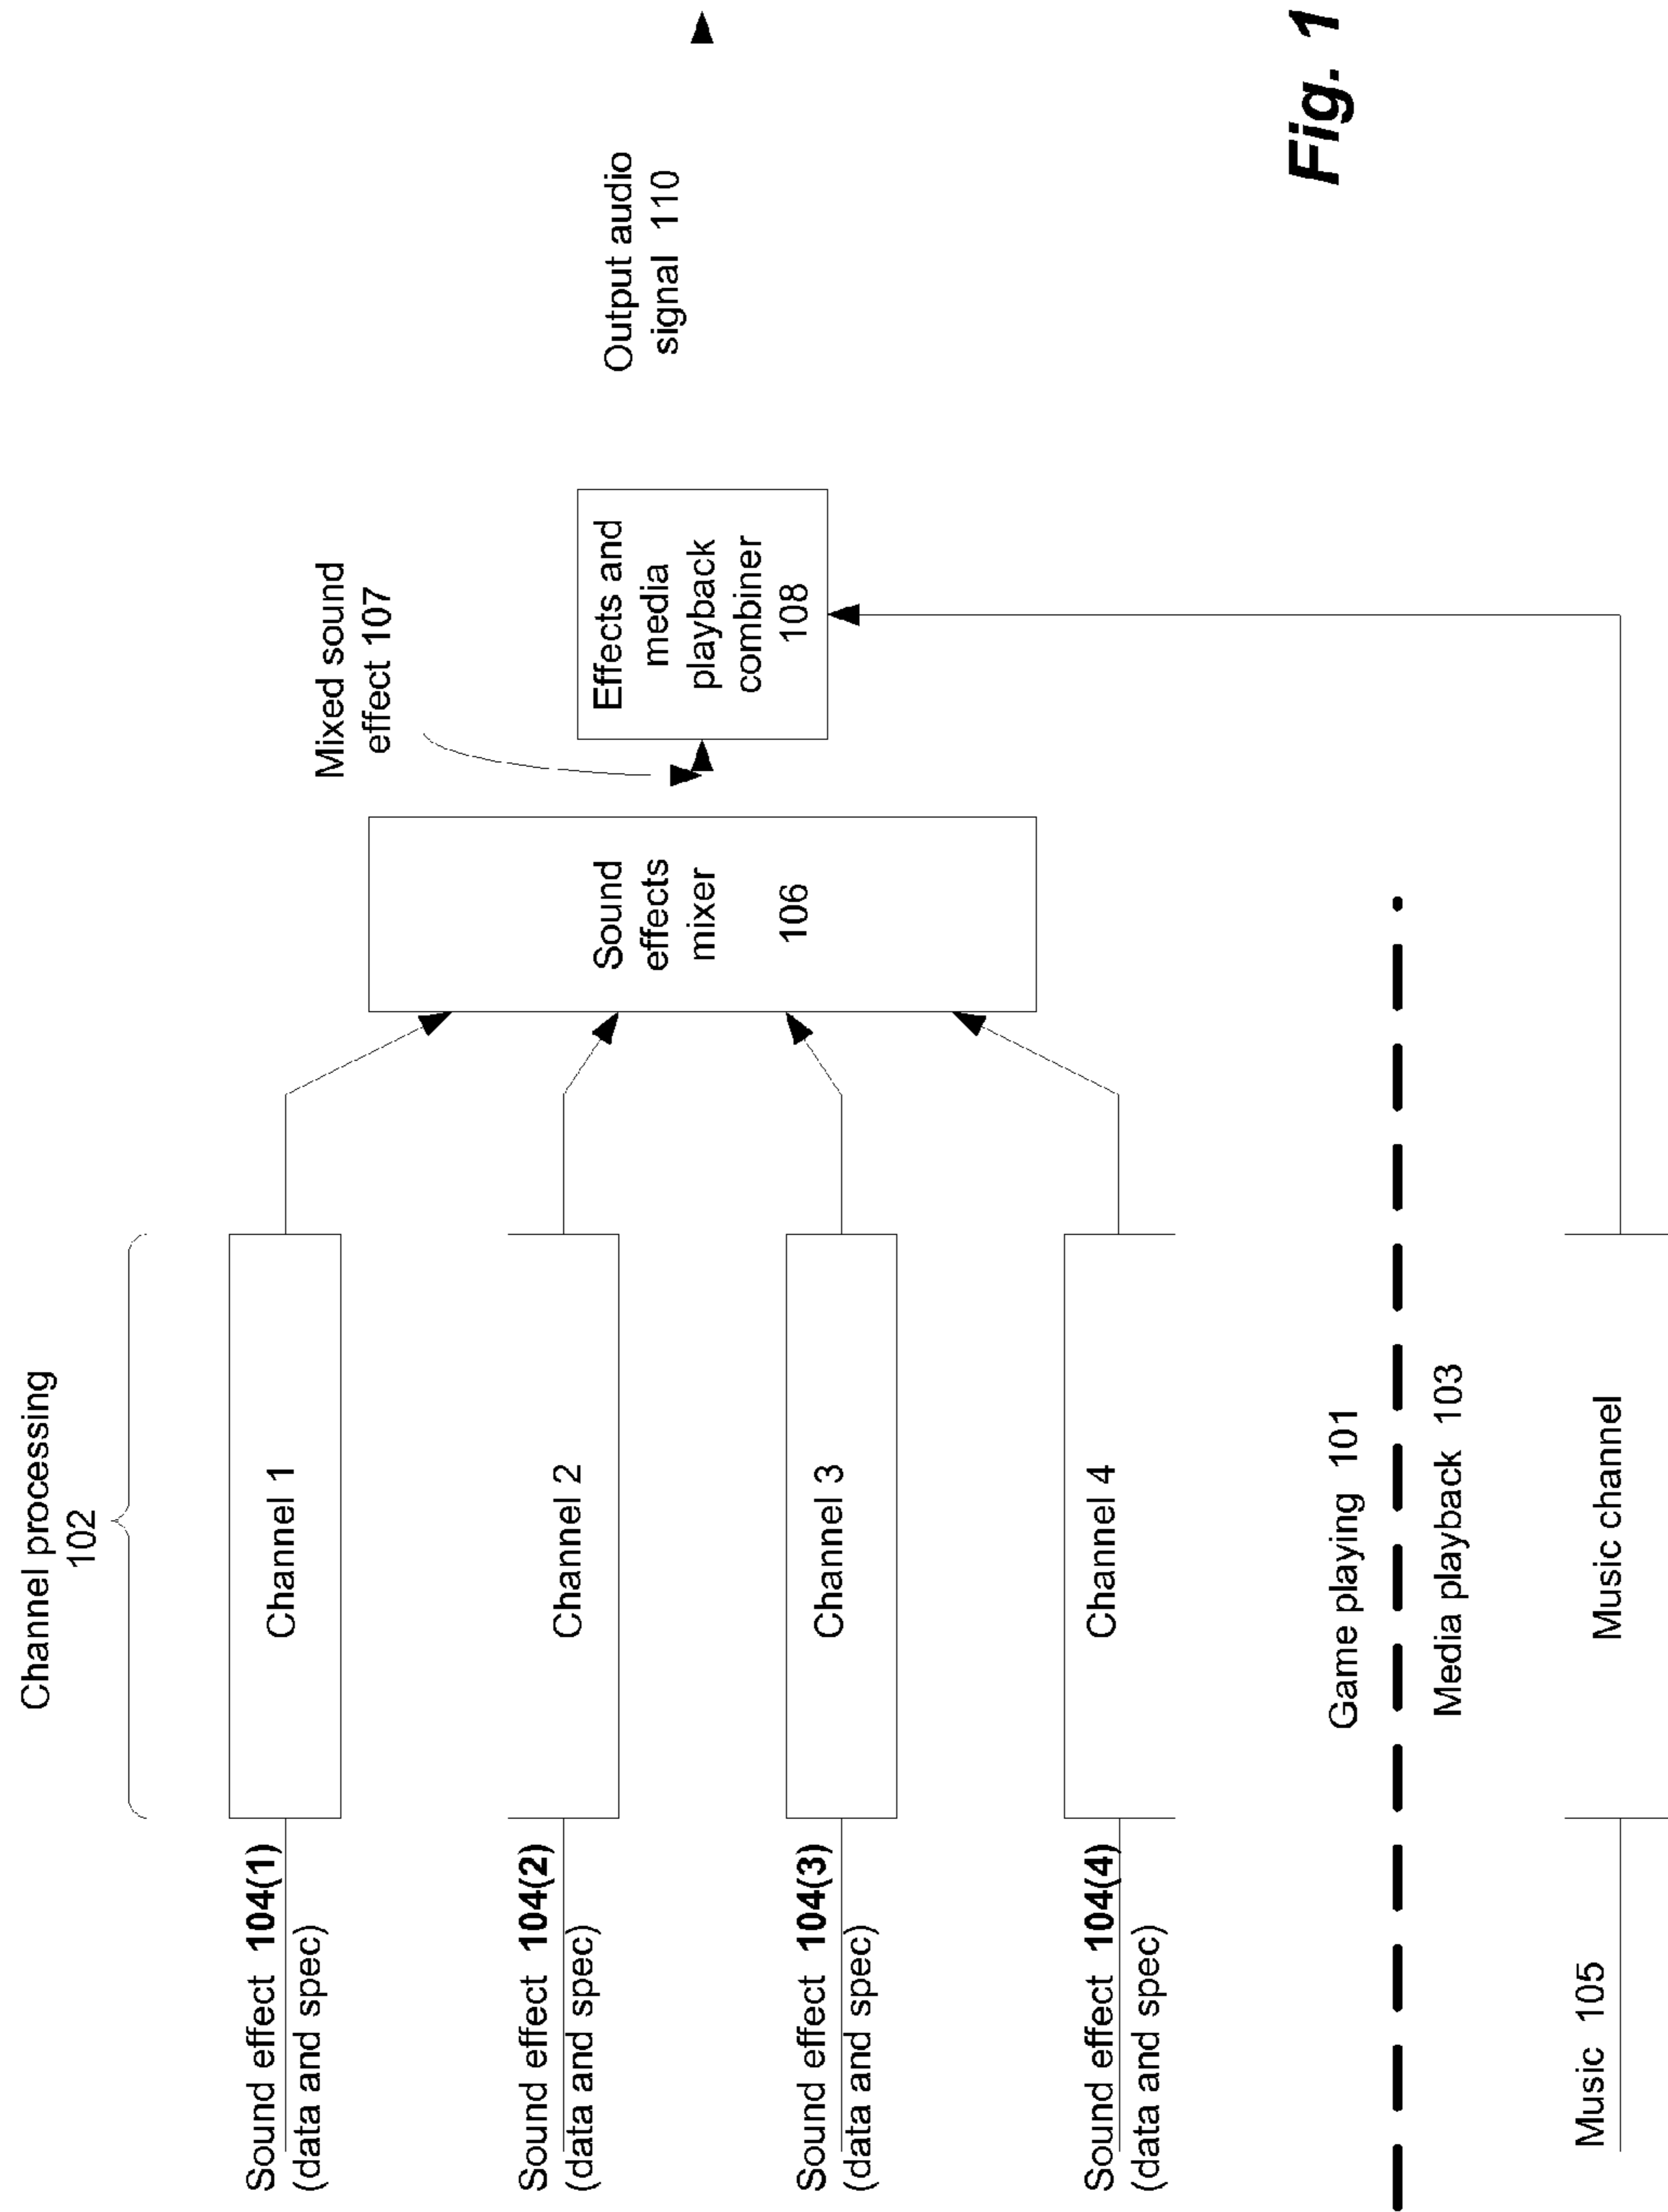 Channel processing
102
Sound effect 104(1)
(data and spec)
Channel 1
Sound effect 104(2)
(data and spec)
Channel 2
Sound effect 104(3)
(data and spec)
Channel 3
Sound effect 104(4)
(data and spec)
Channel 4
Sound
effects
mixer
106
Mixed sound
effect 107
Effects and
media
playback
combiner
108
Output audio
signal 110
Game playing 101
Media playback 103
Music 105
Music channel
Fig. 1